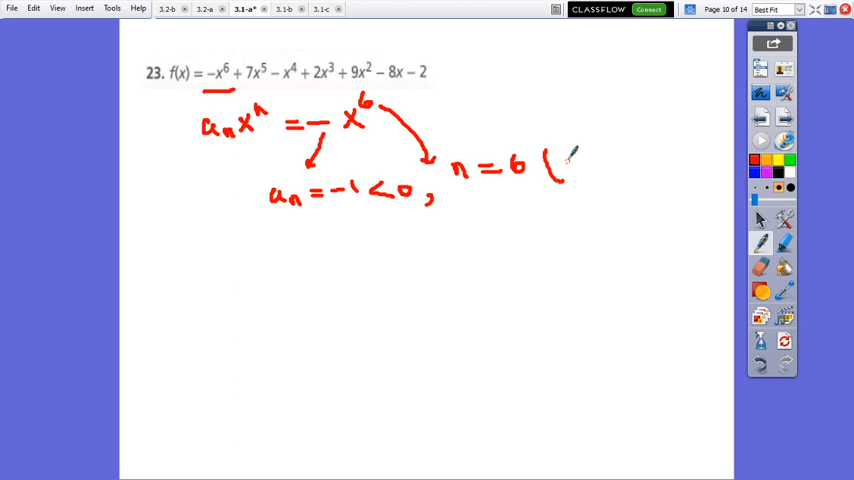 File Edit View Insert Tools Help 3.2-b 3.2-a 3.1-a* 3.1-b 3.1-c CLASSFLOW Connect Page 10 of 14 Best Fit
23. f(x) = −x⁶ + 7x⁵ − x⁴ + 2x³ + 9x² − 8x − 2
aₙxⁿ = − x⁶
n = 6 (
aₙ = −1 < 0 ,